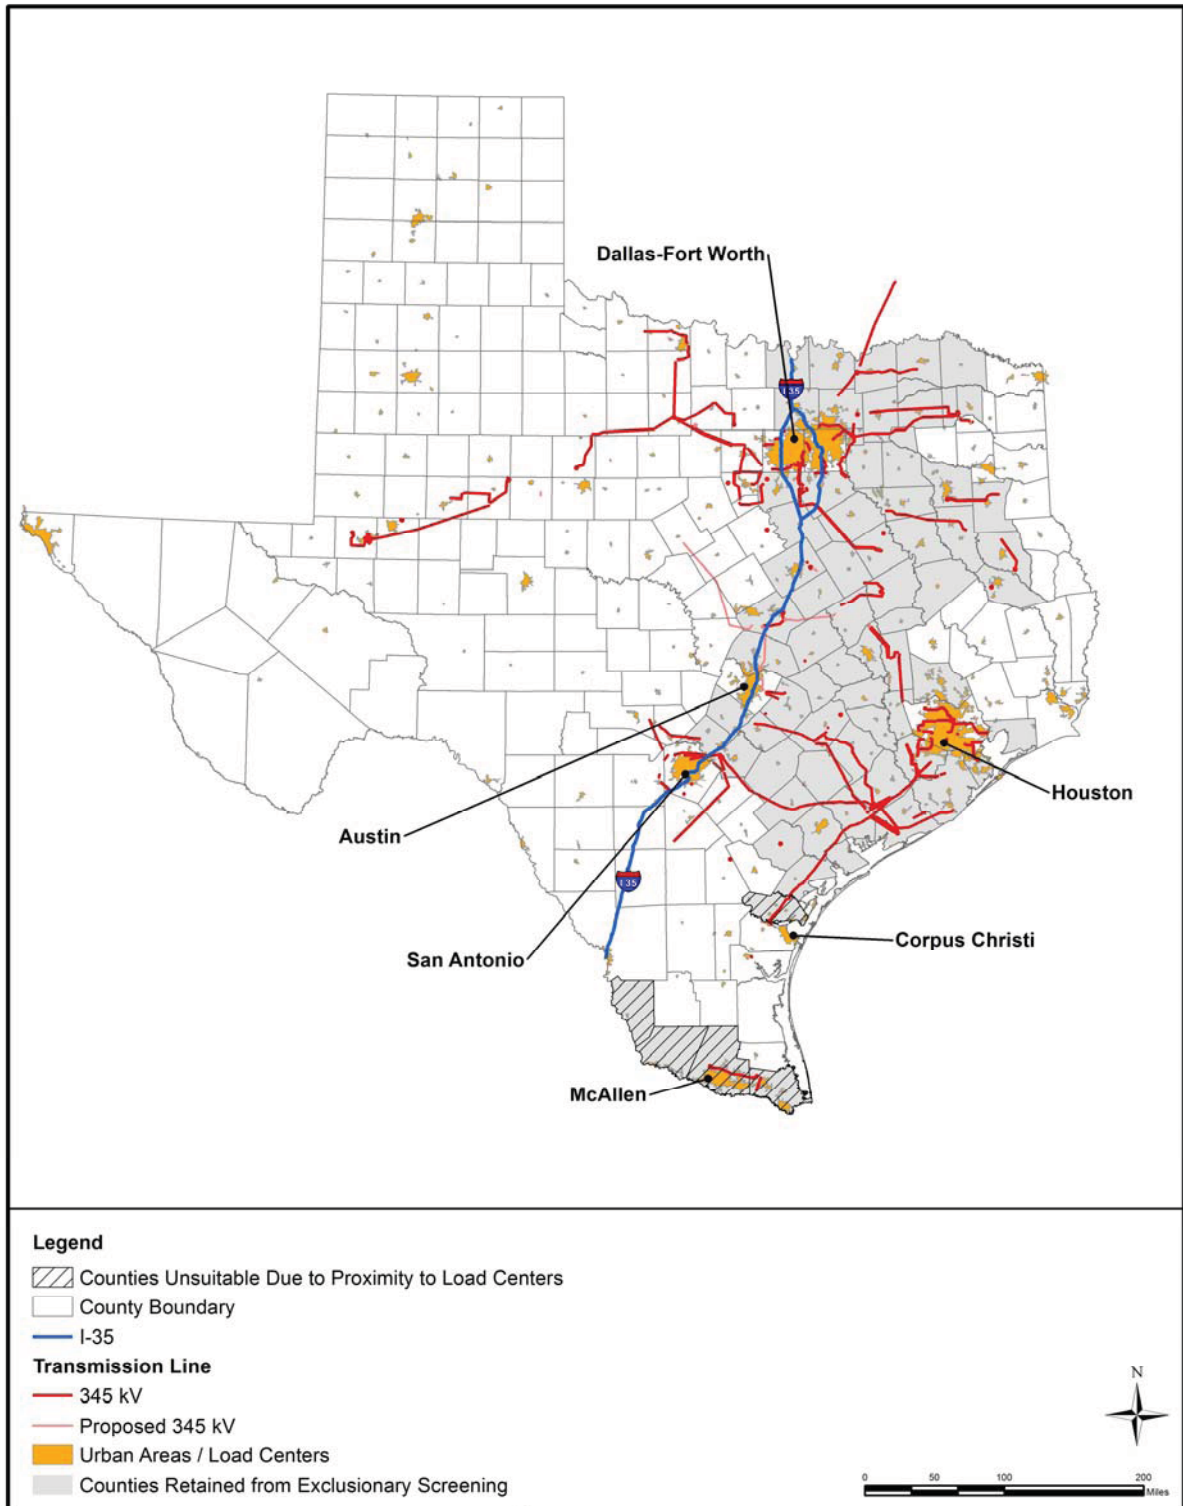 Dallas-Fort Worth
I-35
Austin
Houston
I-35
San Antonio
Corpus Christi
McAllen
Legend
Counties Unsuitable Due to Proximity to Load Centers
County Boundary
I-35
Transmission Line
345 kV
Proposed 345 kV
Urban Areas / Load Centers
Counties Retained from Exclusionary Screening
N
0 50 100 200
Miles